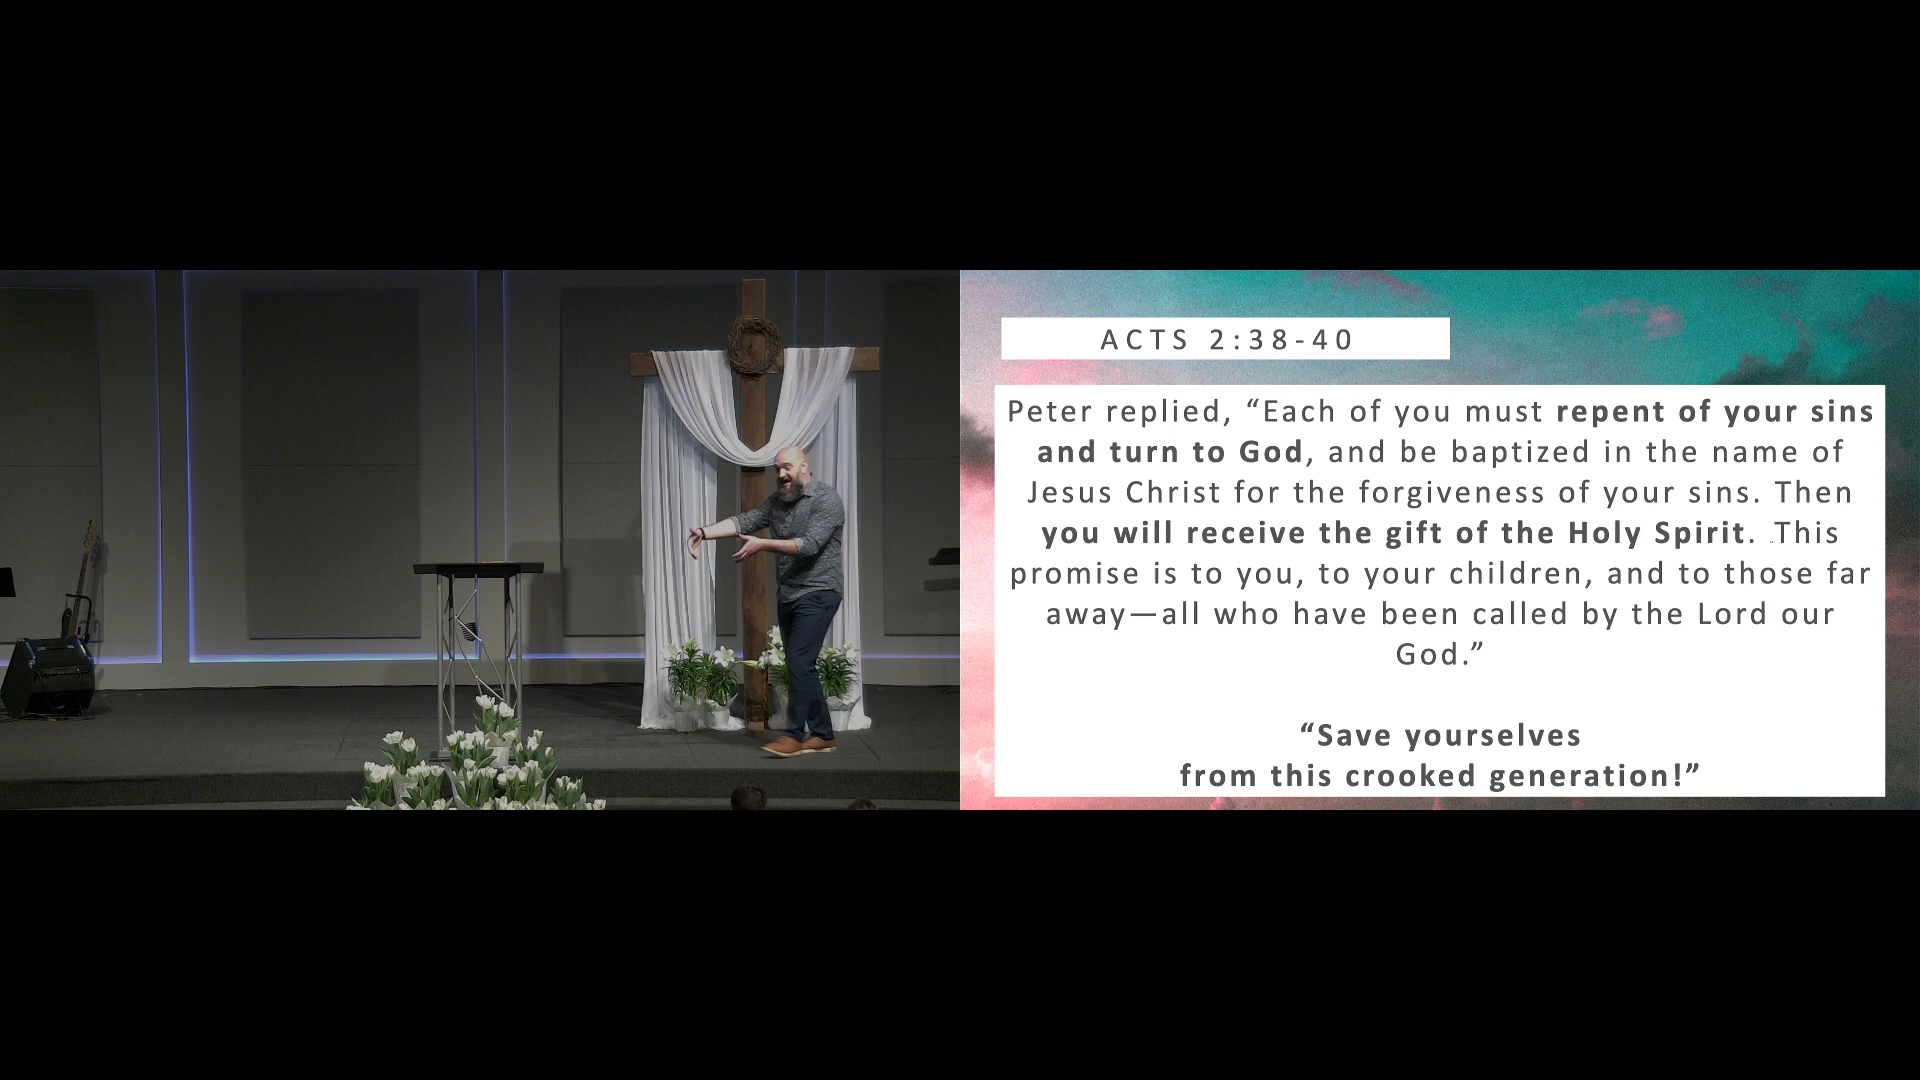 ACTS 2:38-40
Peter replied, “Each of you must repent of your sins
and turn to God, and be baptized in the name of
Jesus Christ for the forgiveness of your sins. Then
you will receive the gift of the Holy Spirit. This
promise is to you, to your children, and to those far
away—all who have been called by the Lord our
God.”
“Save yourselves
from this crooked generation!”